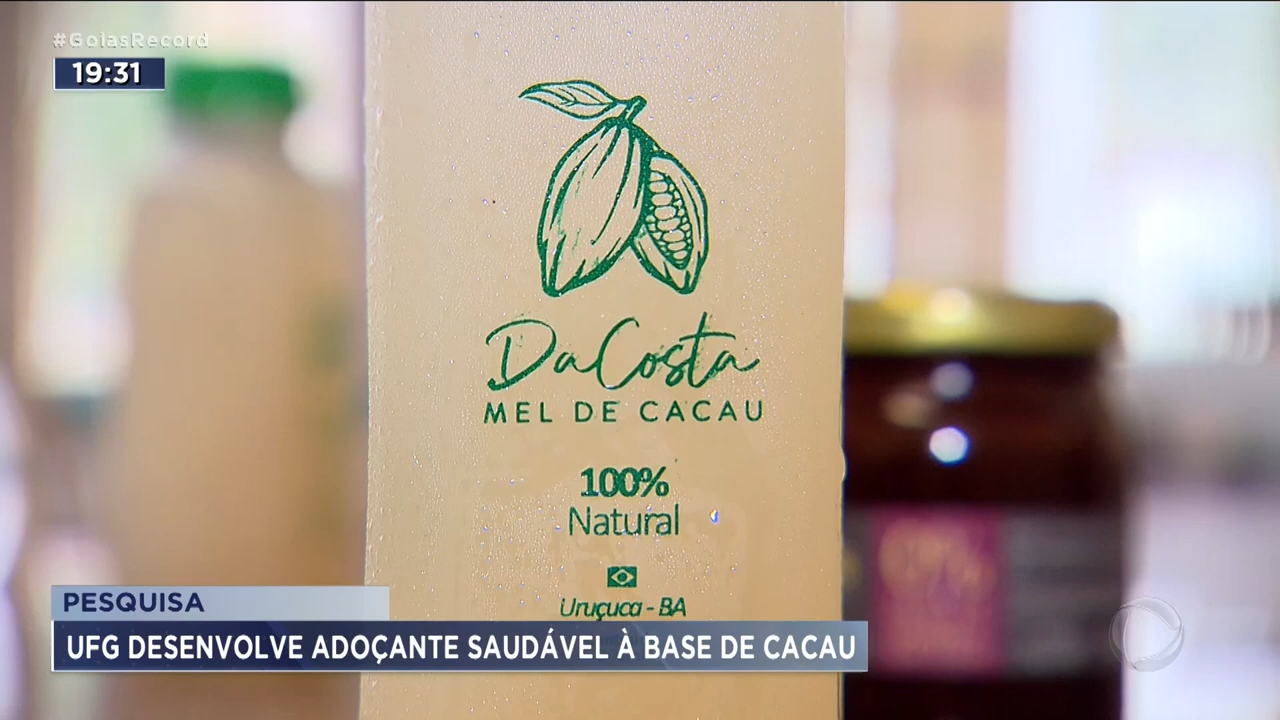 #GoiasRecord
19:31
DaCosta
MEL DE CACAU
100%
Natural
Uruçuca - BA
PESQUISA
UFG DESENVOLVE ADOÇANTE SAUDÁVEL À BASE DE CACAU